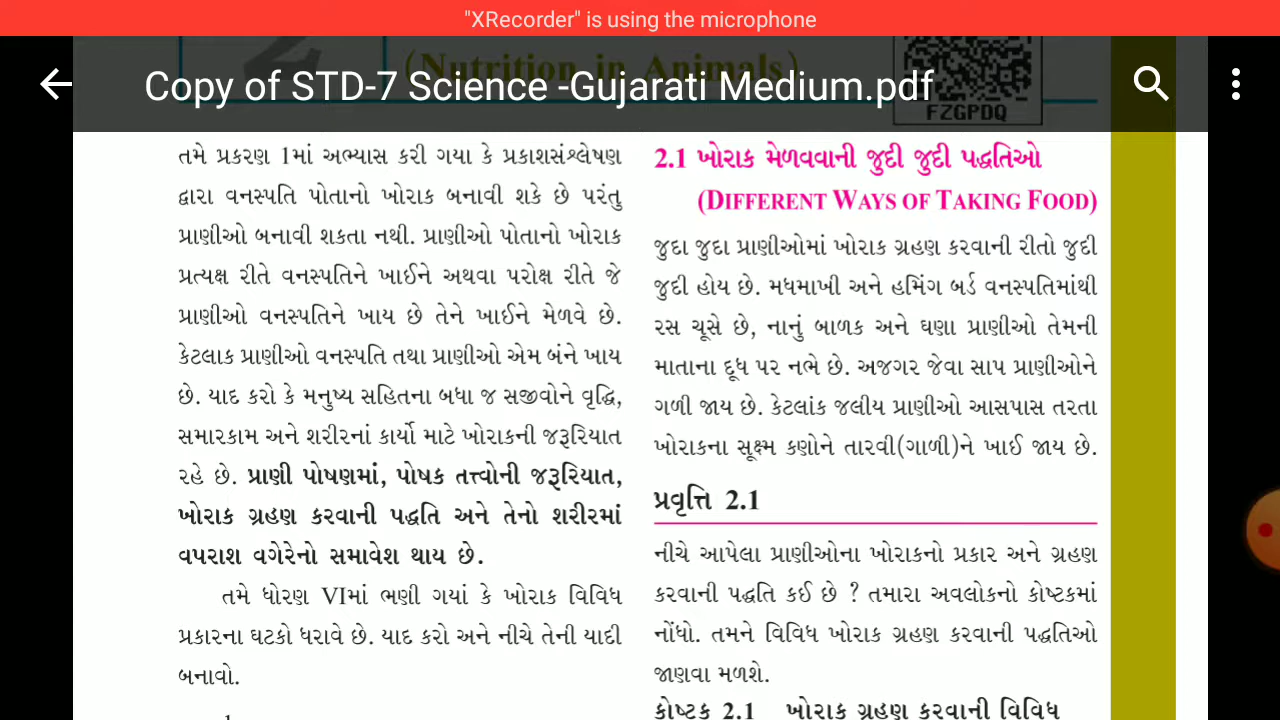 "XRecorder" is using the microphone
Copy of STD-7 Science -Gujarati Medium.pdf
(Nutrition in Animals)
FZGPDQ
તમે પ્રકરણ 1માં અભ્યાસ કરી ગયા કે પ્રકાશસંશ્લેષણ
દ્વારા વનસ્પતિ પોતાનો ખોરાક બનાવી શકે છે પરંતુ
પ્રાણીઓ બનાવી શકતા નથી. પ્રાણીઓ પોતાનો ખોરાક
પ્રત્યક્ષ રીતે વનસ્પતિને ખાઈને અથવા પરોક્ષ રીતે જે
પ્રાણીઓ વનસ્પતિને ખાય છે તેને ખાઈને મેળવે છે.
કેટલાક પ્રાણીઓ વનસ્પતિ તથા પ્રાણીઓ એમ બંને ખાય
છે. યાદ કરો કે મનુષ્ય સહિતના બધા જ સજીવોને વૃદ્ધિ,
સમારકામ અને શરીરનાં કાર્યો માટે ખોરાકની જરૂરિયાત
રહે છે. પ્રાણી પોષણમાં, પોષક તત્ત્વોની જરૂરિયાત,
ખોરાક ગ્રહણ કરવાની પદ્ધતિ અને તેનો શરીરમાં
વપરાશ વગેરેનો સમાવેશ થાય છે.
તમે ધોરણ VIમાં ભણી ગયાં કે ખોરાક વિવિધ
પ્રકારના ઘટકો ધરાવે છે. યાદ કરો અને નીચે તેની યાદી
બનાવો.
2.1 ખોરાક મેળવવાની જુદી જુદી પદ્ધતિઓ
(DIFFERENT WAYS OF TAKING FOOD)
જુદા જુદા પ્રાણીઓમાં ખોરાક ગ્રહણ કરવાની રીતો જુદી
જુદી હોય છે. મધમાખી અને હમિંગ બર્ડ વનસ્પતિમાંથી
રસ ચૂસે છે, નાનું બાળક અને ઘણા પ્રાણીઓ તેમની
માતાના દૂધ પર નભે છે. અજગર જેવા સાપ પ્રાણીઓને
ગળી જાય છે. કેટલાંક જલીય પ્રાણીઓ આસપાસ તરતા
ખોરાકના સૂક્ષ્મ કણોને તારવી(ગાળી)ને ખાઈ જાય છે.
પ્રવૃત્તિ 2.1
નીચે આપેલા પ્રાણીઓના ખોરાકનો પ્રકાર અને ગ્રહણ
કરવાની પદ્ધતિ કઈ છે ? તમારા અવલોકનો કોષ્ટકમાં
નોંધો. તમને વિવિધ ખોરાક ગ્રહણ કરવાની પદ્ધતિઓ
જાણવા મળશે.
કોષ્ટક 2.1 ખોરાક ગ્રહણ કરવાની વિવિધ